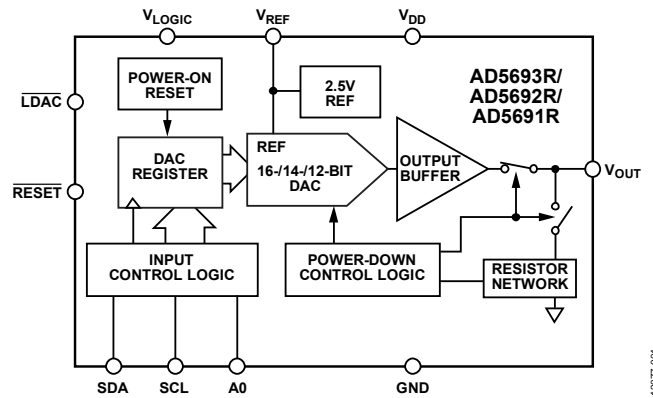 VLOGIC
VREF
VDD
POWER-ON
RESET
2.5V
REF
AD5693R/
AD5692R/
AD5691R
LDAC
RESET
DAC
REGISTER
REF
16-/14-/12-BIT
DAC
OUTPUT
BUFFER
VOUT
INPUT
CONTROL LOGIC
POWER-DOWN
CONTROL LOGIC
RESISTOR
NETWORK
SDA
SCL
A0
GND